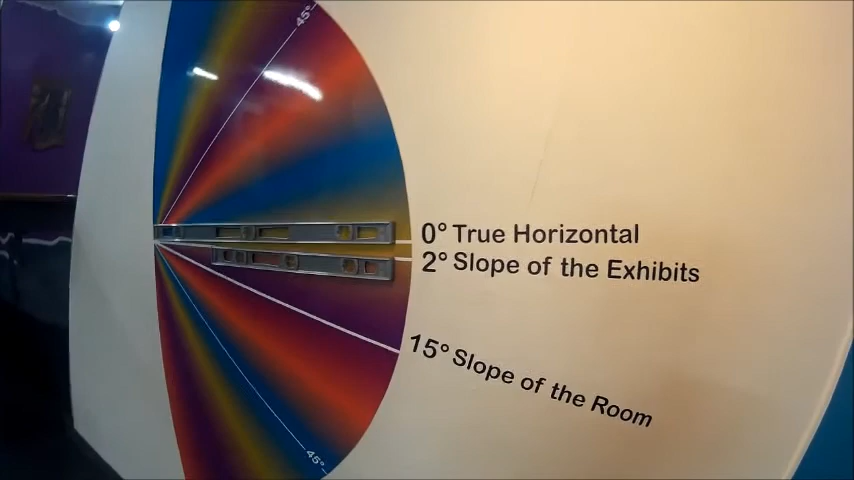 45°
0° True Horizontal
2° Slope of the Exhibits
15° Slope of the Room
45°